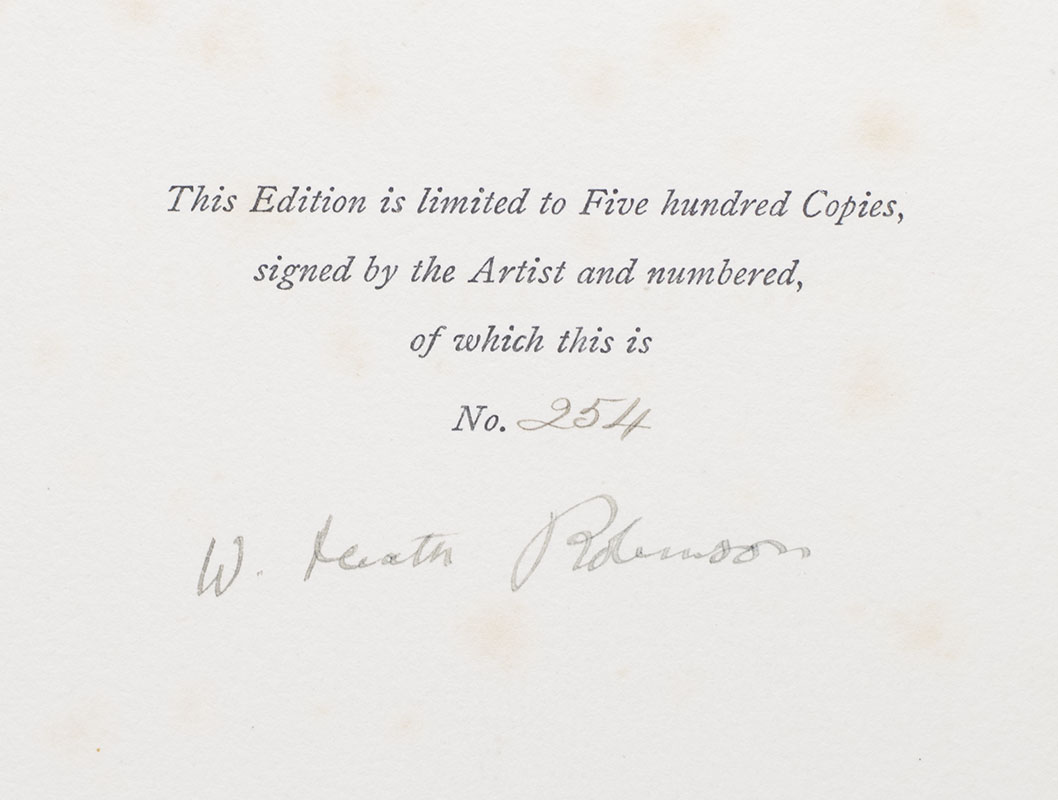 This Edition is limited to Five hundred Copies,
signed by the Artist and numbered,
of which this is
No. 254
W. Heath Robinson